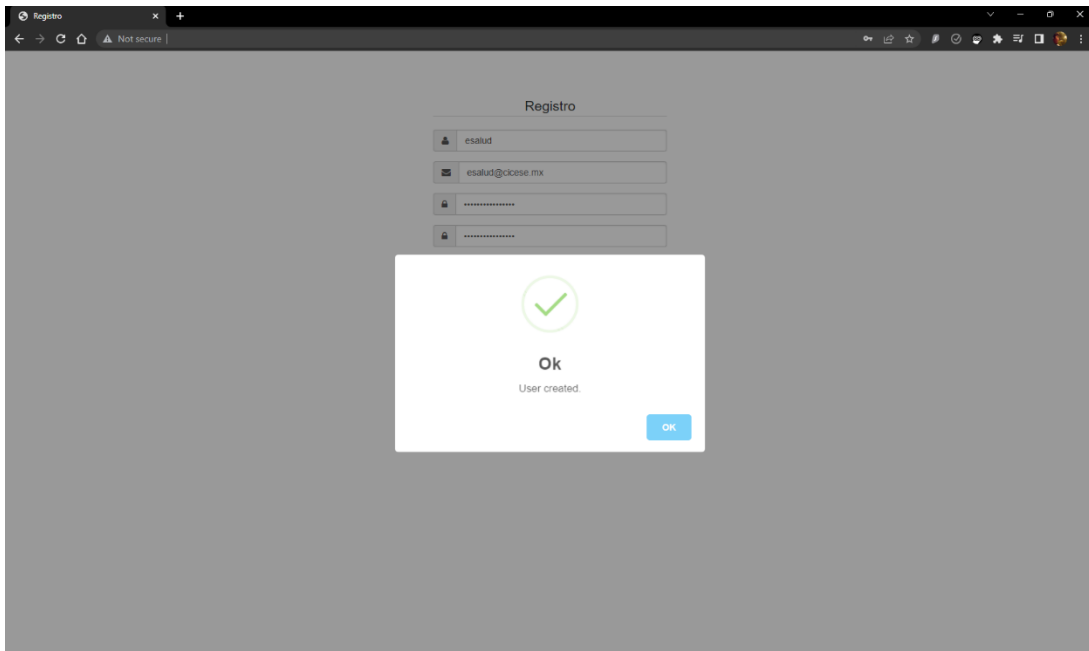 Registro
Not secure
Registro
esalud
esalud@cicese.mx
Ok
User created.
OK